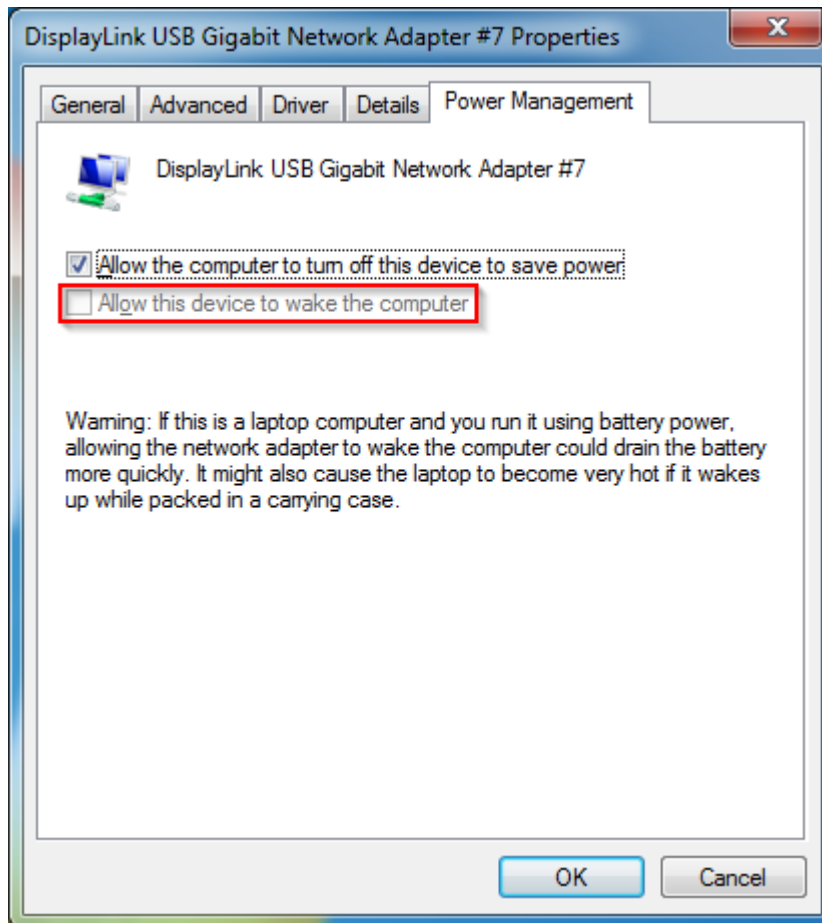 DisplayLink USB Gigabit Network Adapter #7 Properties
General Advanced Driver Details Power Management
DisplayLink USB Gigabit Network Adapter #7
Allow the computer to turn off this device to save power
Allow this device to wake the computer
Warning: If this is a laptop computer and you run it using battery power,
allowing the network adapter to wake the computer could drain the battery
more quickly. It might also cause the laptop to become very hot if it wakes
up while packed in a carrying case.
OK Cancel